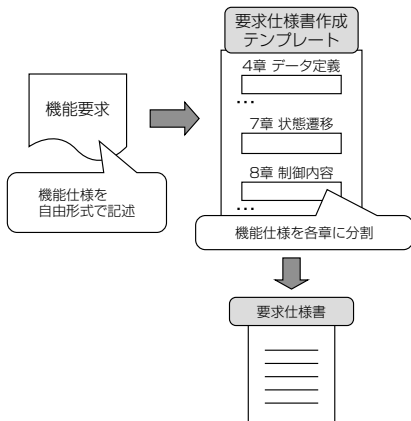 要求仕様書作成
テンプレート
4章 データ定義
...
7章 状態遷移
8章 制御内容
...
機能要求
機能仕様を
自由形式で記述
機能仕様を各章に分割
要求仕様書